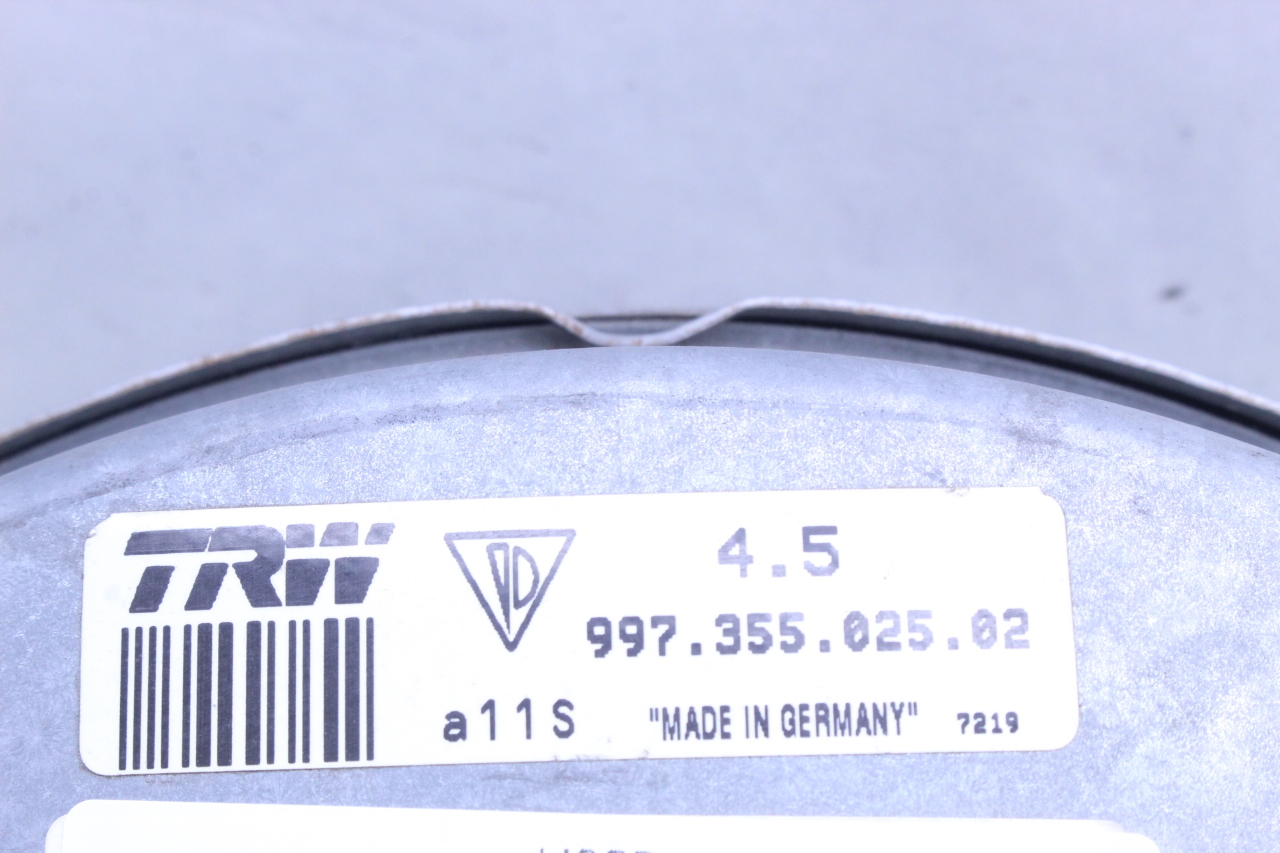 TRW
4.5
997.355.025.02
a11S "MADE IN GERMANY" 7219